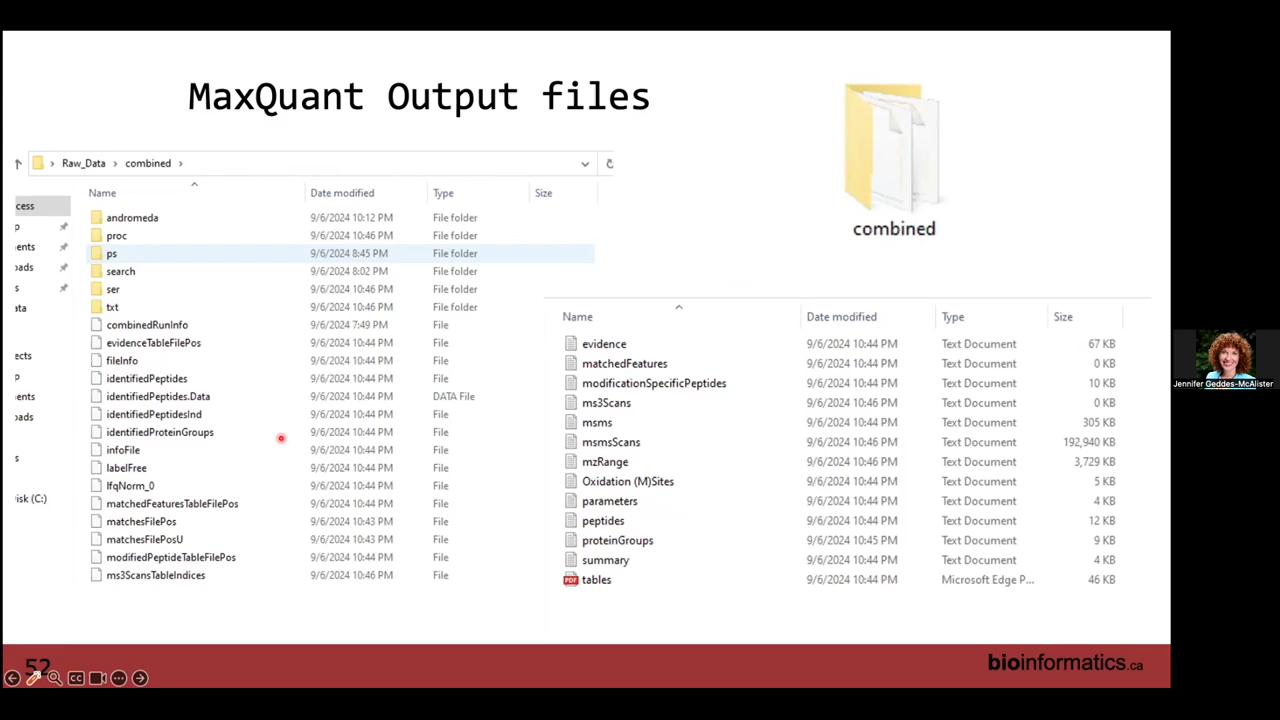 MaxQuant Output files
combined
Raw_Data > combined >
Name Date modified Type Size
andromeda 9/6/2024 10:12 PM File folder
proc 9/6/2024 10:46 PM File folder
ps 9/6/2024 8:45 PM File folder
search 9/6/2024 8:02 PM File folder
ser 9/6/2024 10:46 PM File folder
txt 9/6/2024 10:46 PM File folder
combinedRunInfo 9/6/2024 7:49 PM File
evidenceTableFilePos 9/6/2024 10:44 PM File
fileInfo 9/6/2024 10:44 PM File
identifiedPeptides 9/6/2024 10:44 PM File
identifiedPeptides.Data 9/6/2024 10:44 PM DATA File
identifiedPeptidesInd 9/6/2024 10:44 PM File
identifiedProteinGroups 9/6/2024 10:44 PM File
infoFile 9/6/2024 10:44 PM File
labelFree 9/6/2024 10:44 PM File
lfqNorm_0 9/6/2024 10:44 PM File
matchedFeaturesTableFilePos 9/6/2024 10:44 PM File
matchesFilePos 9/6/2024 10:43 PM File
matchesFilePosU 9/6/2024 10:43 PM File
modifiedPeptideTableFilePos 9/6/2024 10:44 PM File
ms3ScansTableIndices 9/6/2024 10:46 PM File
cess
p
ents
oads
s
ata
ects
p
ents
oads
s
isk (C:)
Name Date modified Type Size
evidence 9/6/2024 10:44 PM Text Document 67 KB
matchedFeatures 9/6/2024 10:44 PM Text Document 0 KB
modificationSpecificPeptides 9/6/2024 10:44 PM Text Document 10 KB
ms3Scans 9/6/2024 10:44 PM Text Document 0 KB
msms 9/6/2024 10:44 PM Text Document 305 KB
msmsScans 9/6/2024 10:46 PM Text Document 192,940 KB
mzRange 9/6/2024 10:46 PM Text Document 3,729 KB
Oxidation (M)Sites 9/6/2024 10:44 PM Text Document 5 KB
parameters 9/6/2024 10:44 PM Text Document 4 KB
peptides 9/6/2024 10:44 PM Text Document 12 KB
proteinGroups 9/6/2024 10:45 PM Text Document 9 KB
summary 9/6/2024 10:44 PM Text Document 4 KB
tables 9/6/2024 10:44 PM Microsoft Edge P... 46 KB
PDF
Jennifer Geddes-McAlister
52
CC
bioinformatics.ca